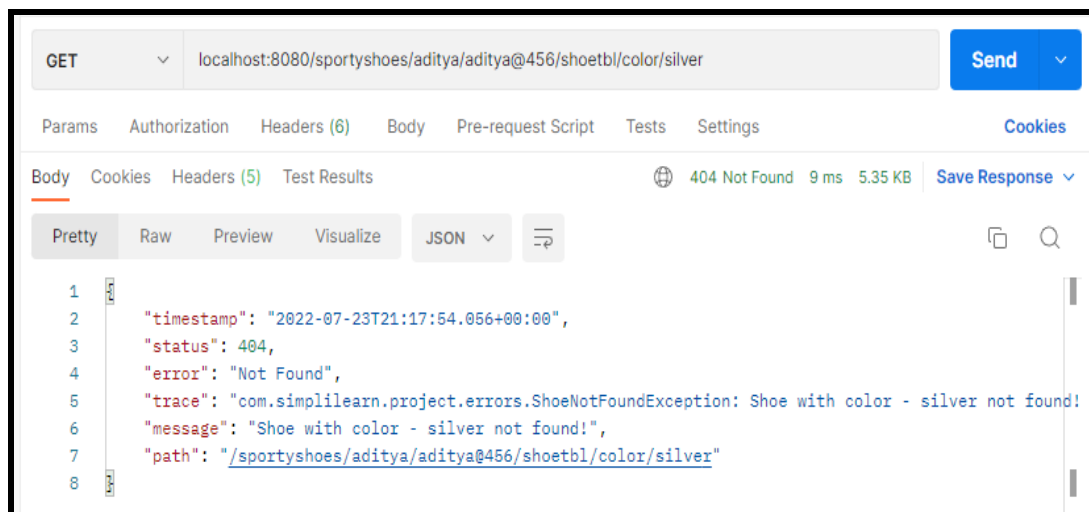 GET localhost:8080/sportyshoes/aditya/aditya@456/shoetbl/color/silver Send
Params Authorization Headers (6) Body Pre-request Script Tests Settings Cookies
Body Cookies Headers (5) Test Results 404 Not Found 9 ms 5.35 KB Save Response
Pretty Raw Preview Visualize JSON
1 {
2 "timestamp": "2022-07-23T21:17:54.056+00:00",
3 "status": 404,
4 "error": "Not Found",
5 "trace": "com.simplilearn.project.errors.ShoeNotFoundException: Shoe with color - silver not found!
6 "message": "Shoe with color - silver not found!",
7 "path": "/sportyshoes/aditya/aditya@456/shoetbl/color/silver"
8 }